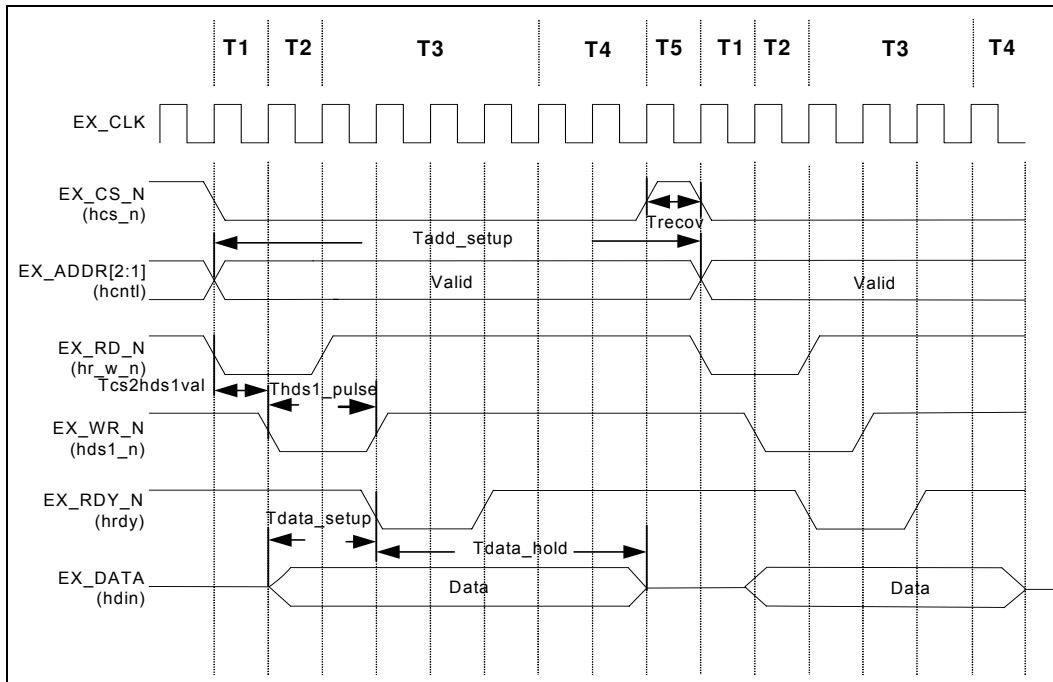 T1 T2 T3 T4 T5 T1 T2 T3 T4
EX_CLK
EX_CS_N
(hcs_n)
Trecov
Tadd_setup
EX_ADDR[2:1]
(hcntl)
Valid Valid
EX_RD_N
(hr_w_n)
Tcs2hds1val Thds1_pulse
EX_WR_N
(hds1_n)
EX_RDY_N
(hrdy)
Tdata_setup
Tdata_hold
EX_DATA
(hdin)
Data Data